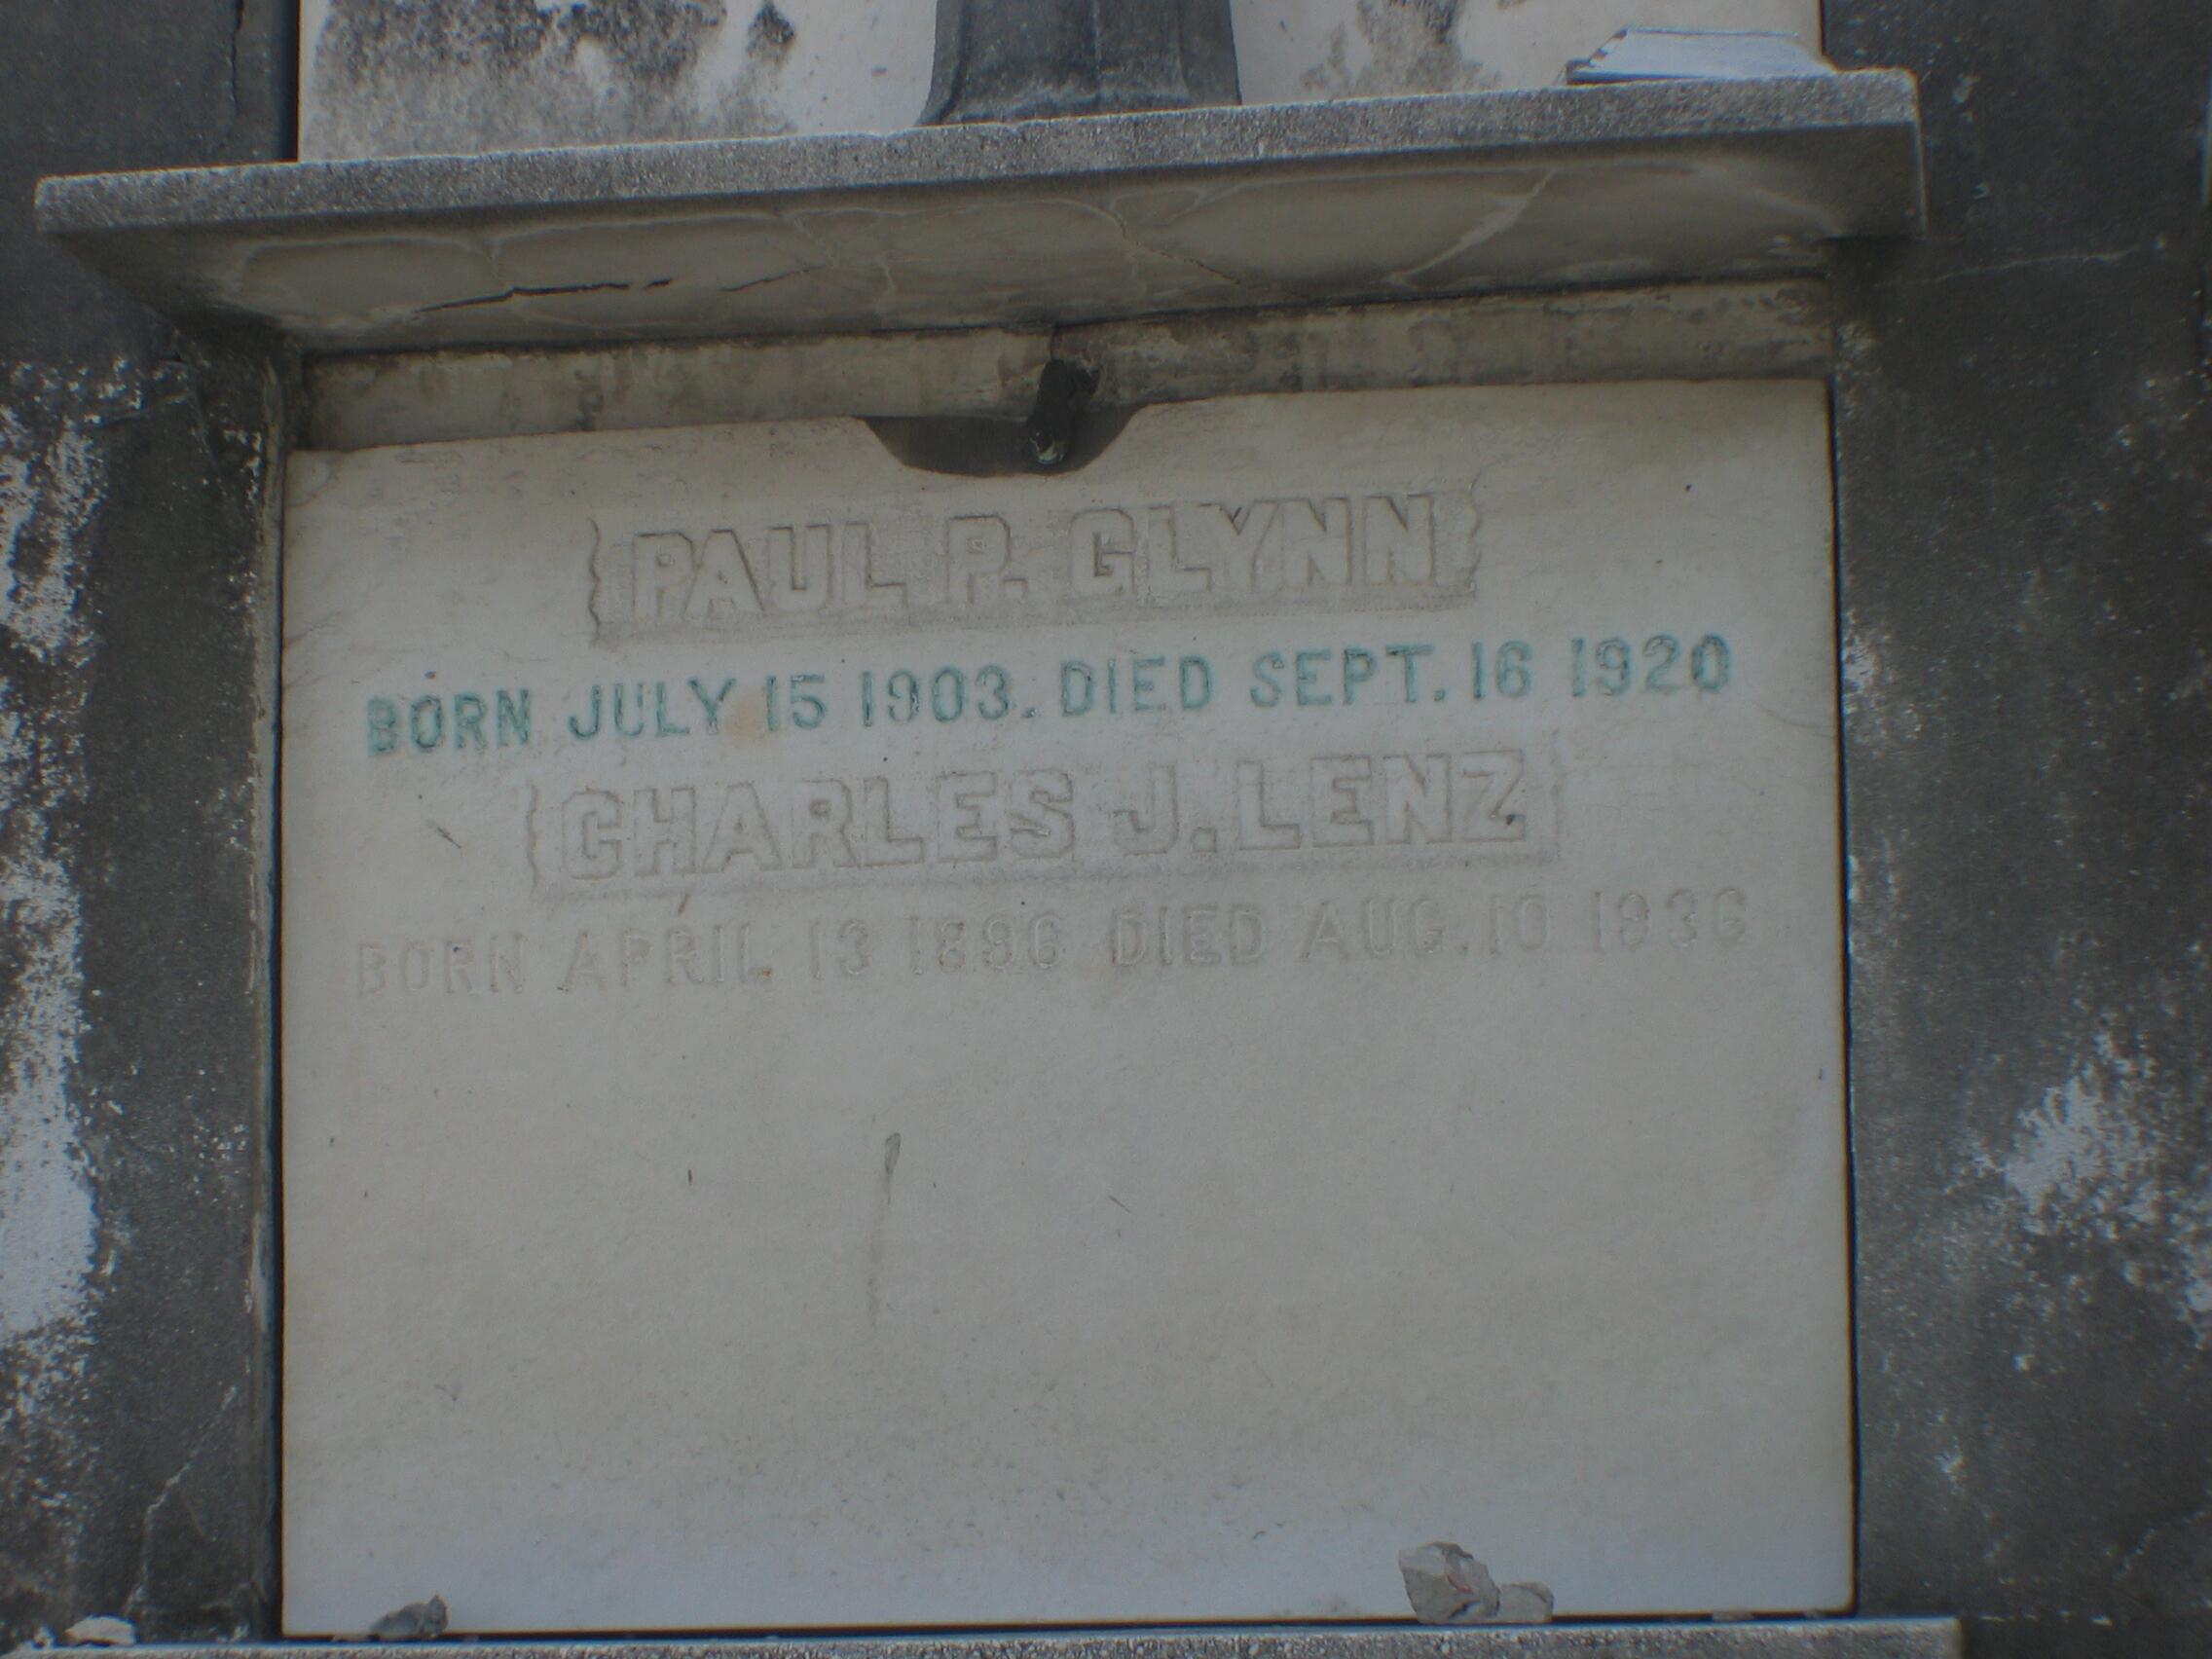 PAUL P. GLYNN
BORN JULY 15 1903. DIED SEPT. 16 1920
CHARLES J. LENZ
BORN APRIL 13 1896 DIED AUG. 10 1936